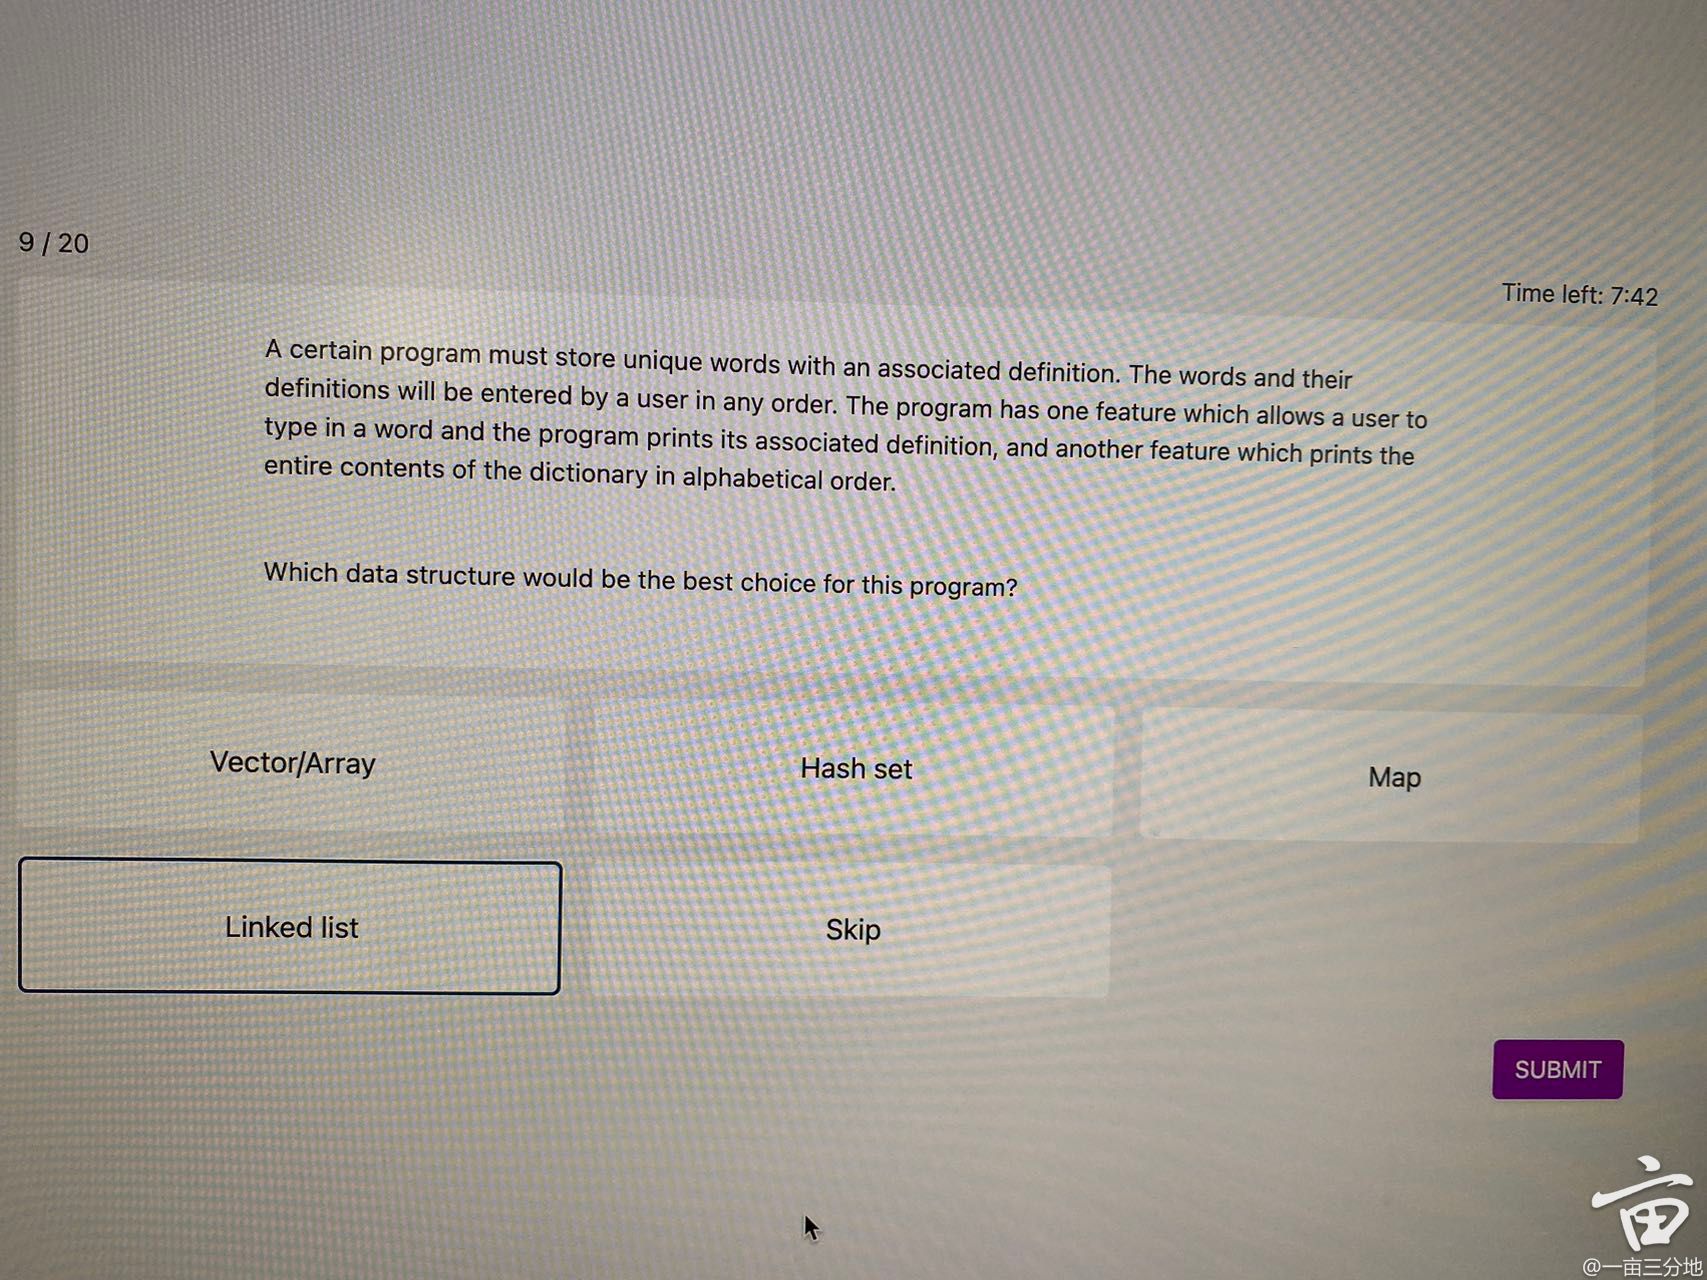 9 / 20
Time left: 7:42
A certain program must store unique words with an associated definition. The words and their
definitions will be entered by a user in any order. The program has one feature which allows a user to
type in a word and the program prints its associated definition, and another feature which prints the
entire contents of the dictionary in alphabetical order.
Which data structure would be the best choice for this program?
Vector/Array
Hash set
Map
Linked list
Skip
SUBMIT
亩
@一亩三分地